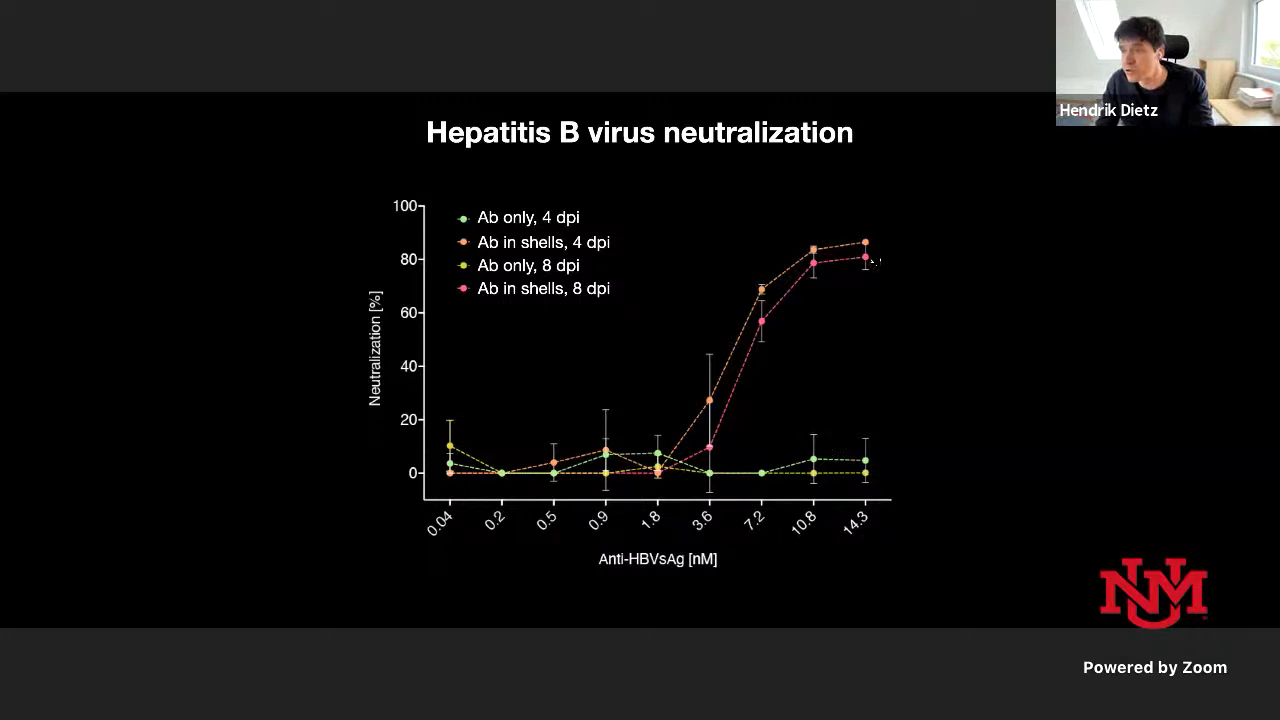 Hendrik Dietz
Hepatitis B virus neutralization
Ab only, 4 dpi
Ab in shells, 4 dpi
Ab only, 8 dpi
Ab in shells, 8 dpi
Neutralization [%]
100
80
60
40
20
0
0.04 0.2 0.5 0.9 1.8 3.6 7.2 10.8 14.3
Anti-HBVsAg [nM]
UNM
Powered by Zoom